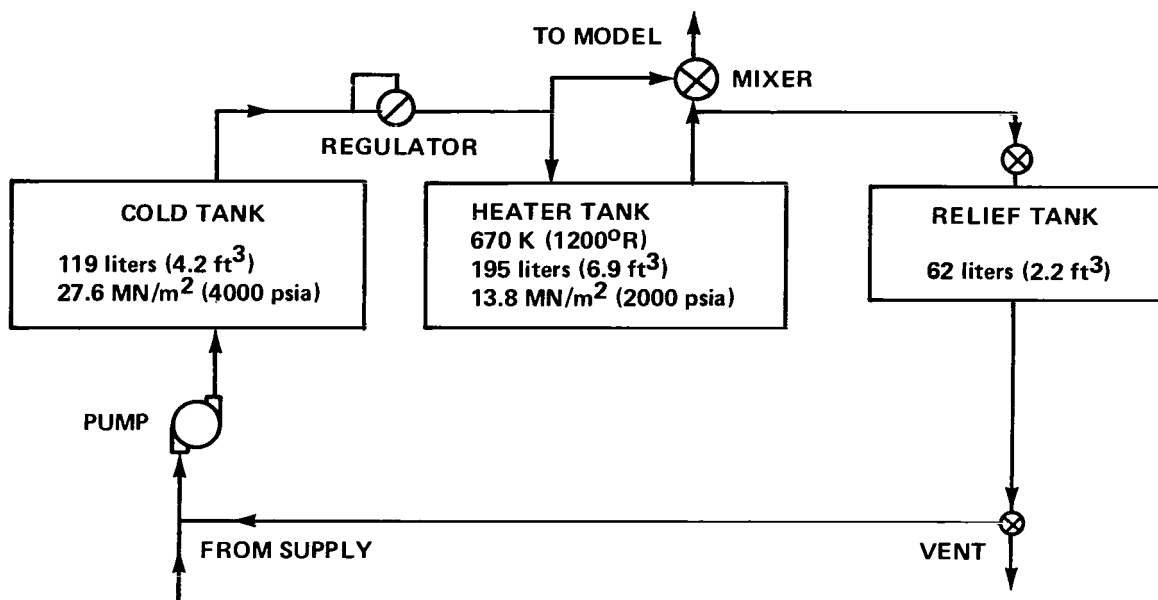 TO MODEL
MIXER
REGULATOR
COLD TANK
119 liters (4.2 ft³)
27.6 MN/m² (4000 psia)
HEATER TANK
670 K (1200°R)
195 liters (6.9 ft³)
13.8 MN/m² (2000 psia)
RELIEF TANK
62 liters (2.2 ft³)
PUMP
FROM SUPPLY
VENT